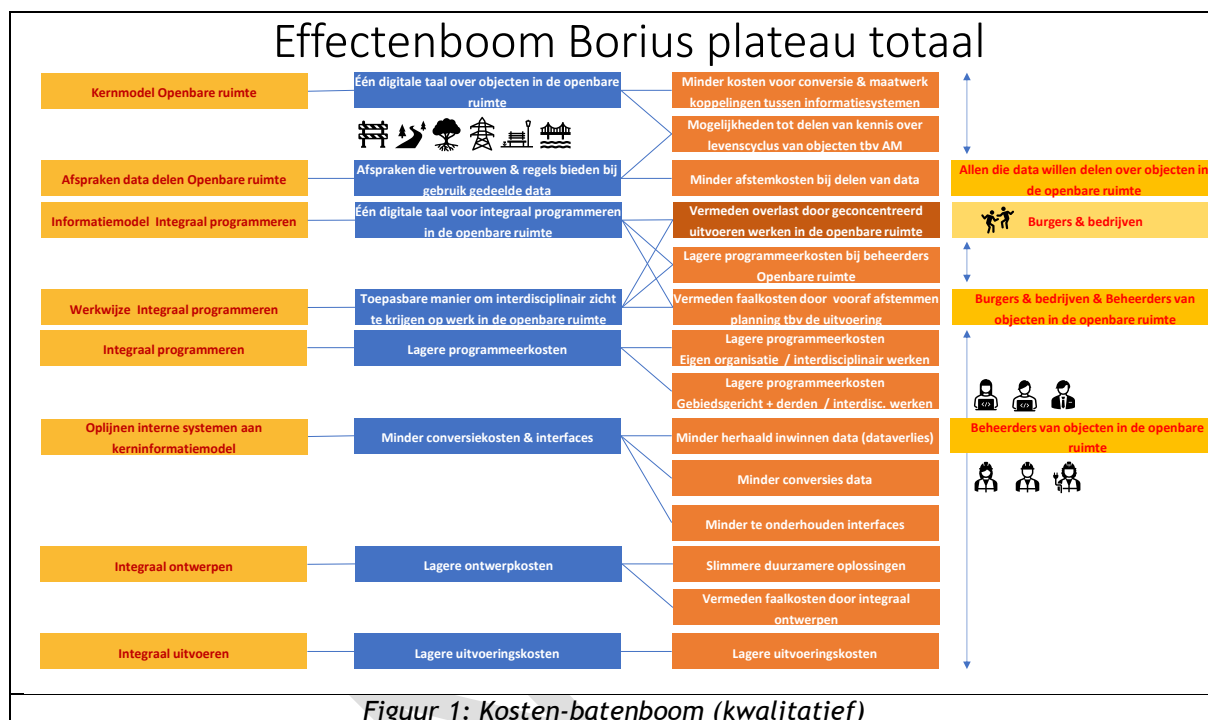 Effectenboom Borius plateau totaal
Kernmodel Openbare ruimte
Één digitale taal over objecten in de openbare
ruimte
Minder kosten voor conversie & maatwerk
koppelingen tussen informatiesystemen
Mogelijkheden tot delen van kennis over
levenscyclus van objecten tbv AM
Afspraken data delen Openbare ruimte
Afspraken die vertrouwen & regels bieden bij
gebruik gedeelde data
Minder afstemkosten bij delen van data
Allen die data willen delen over objecten in
de openbare ruimte
Informatiemodel Integraal programmeren
Één digitale taal voor integraal programmeren
in de openbare ruimte
Vermeden overlast door geconcentreerd
uitvoeren werken in de openbare ruimte
Burgers & bedrijven
Lagere programmeerkosten bij beheerders
Openbare ruimte
Werkwijze Integraal programmeren
Toepasbare manier om interdisciplinair zicht
te krijgen op werk in de openbare ruimte
Vermeden faalkosten door vooraf afstemmen
planning tbv de uitvoering
Burgers & bedrijven & Beheerders van
objecten in de openbare ruimte
Integraal programmeren
Lagere programmeerkosten
Lagere programmeerkosten
Eigen organisatie / interdisciplinair werken
Lagere programmeerkosten
Gebiedsgericht + derden / interdisc. werken
Oplijnen interne systemen aan
kerninformatiemodel
Minder conversiekosten & interfaces
Minder herhaald inwinnen data (dataverlies)
Beheerders van objecten in de openbare
ruimte
Minder conversies data
Minder te onderhouden interfaces
Integraal ontwerpen
Lagere ontwerpkosten
Slimmere duurzamere oplossingen
Vermeden faalkosten door integraal
ontwerpen
Integraal uitvoeren
Lagere uitvoeringskosten
Lagere uitvoeringskosten
Figuur 1: Kosten-batenboom (kwalitatief)